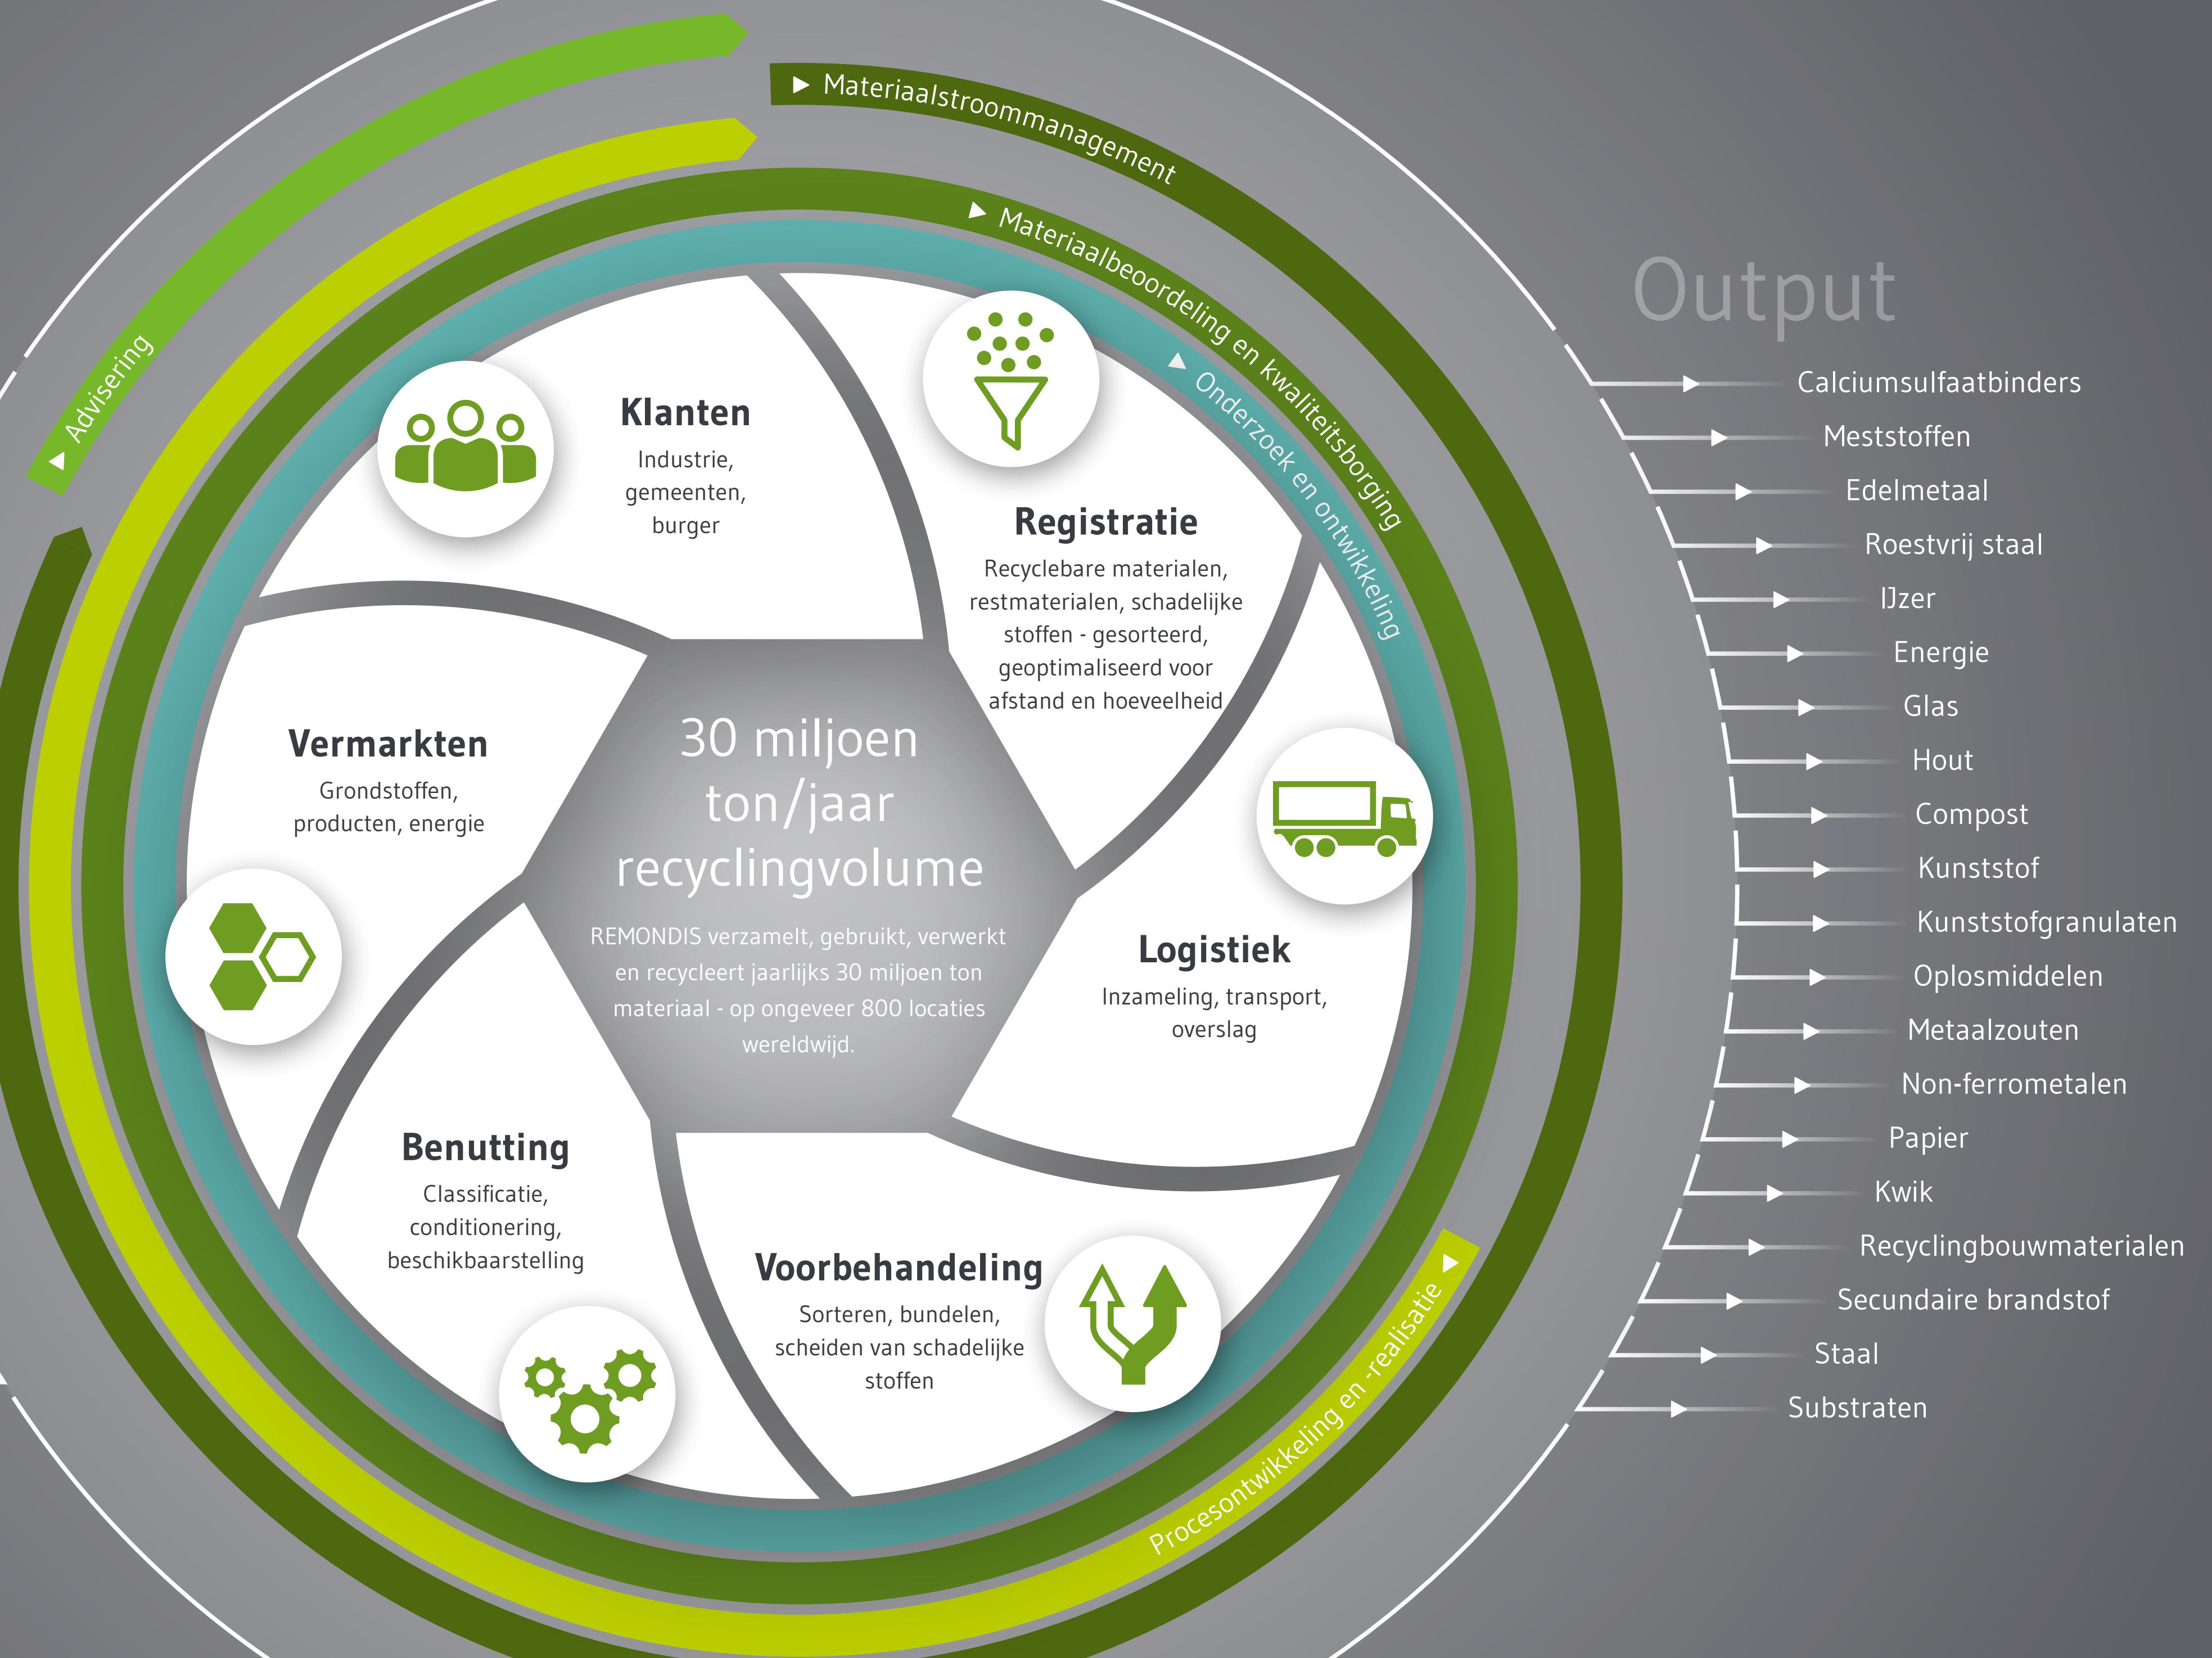 Advisering
Materiaalstroommanagement
Materiaalbeoordeling en kwaliteitsborging
Onderzoek en ontwikkeling
Procesontwikkeling en -realisatie
Klanten
Industrie,
gemeenten,
burger
Registratie
Recyclebare materialen,
restmaterialen, schadelijke
stoffen - gesorteerd,
geoptimaliseerd voor
afstand en hoeveelheid
Logistiek
Inzameling, transport,
overslag
Voorbehandeling
Sorteren, bundelen,
scheiden van schadelijke
stoffen
Benutting
Classificatie,
conditionering,
beschikbaarstelling
Vermarkten
Grondstoffen,
producten, energie
30 miljoen
ton/jaar
recyclingvolume
REMONDIS verzamelt, gebruikt, verwerkt
en recycleert jaarlijks 30 miljoen ton
materiaal - op ongeveer 800 locaties
wereldwijd.
Output
Calciumsulfaatbinders
Meststoffen
Edelmetaal
Roestvrij staal
IJzer
Energie
Glas
Hout
Compost
Kunststof
Kunststofgranulaten
Oplosmiddelen
Metaalzouten
Non-ferrometalen
Papier
Kwik
Recyclingbouwmaterialen
Secundaire brandstof
Staal
Substraten